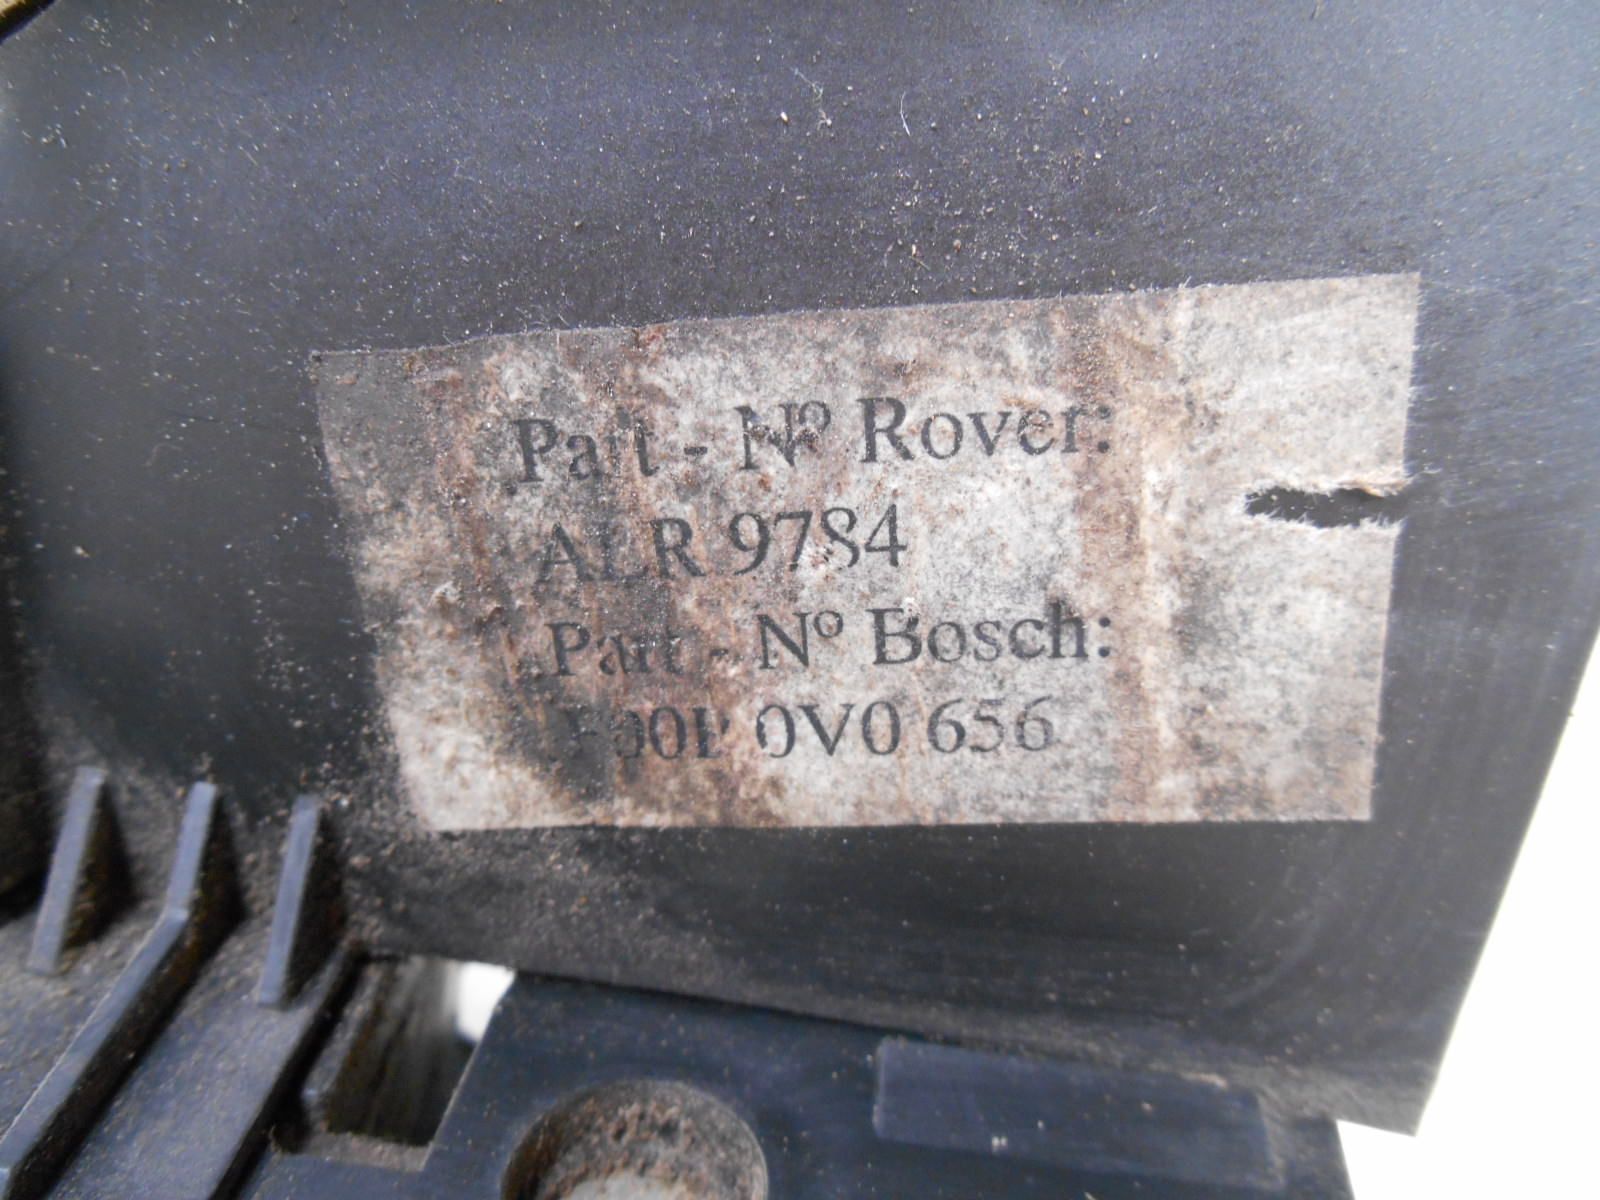 Part - Nº Rover:
ALR 9784
Part - Nº Bosch:
0V0 656